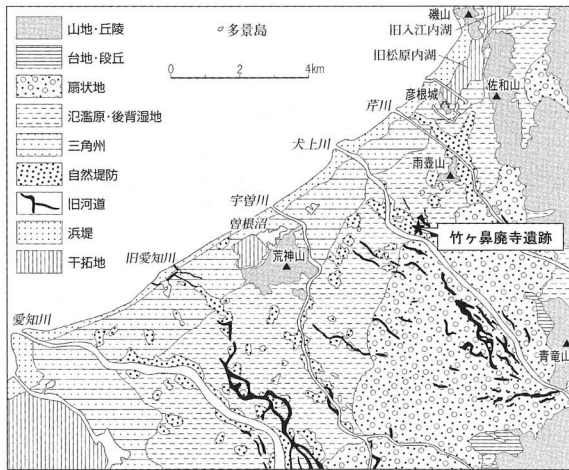 山地・丘陵
台地・段丘
扇状地
氾濫原・後背湿地
三角州
自然堤防
旧河道
浜堤
干拓地
多景島
0 2 4km
磯山
旧入江内湖
旧松原内湖
彦根城
佐和山
芹川
犬上川
雨壺山
宇曽川
曽根沼
竹ヶ鼻廃寺遺跡
荒神山
旧愛知川
愛知川
青竜山